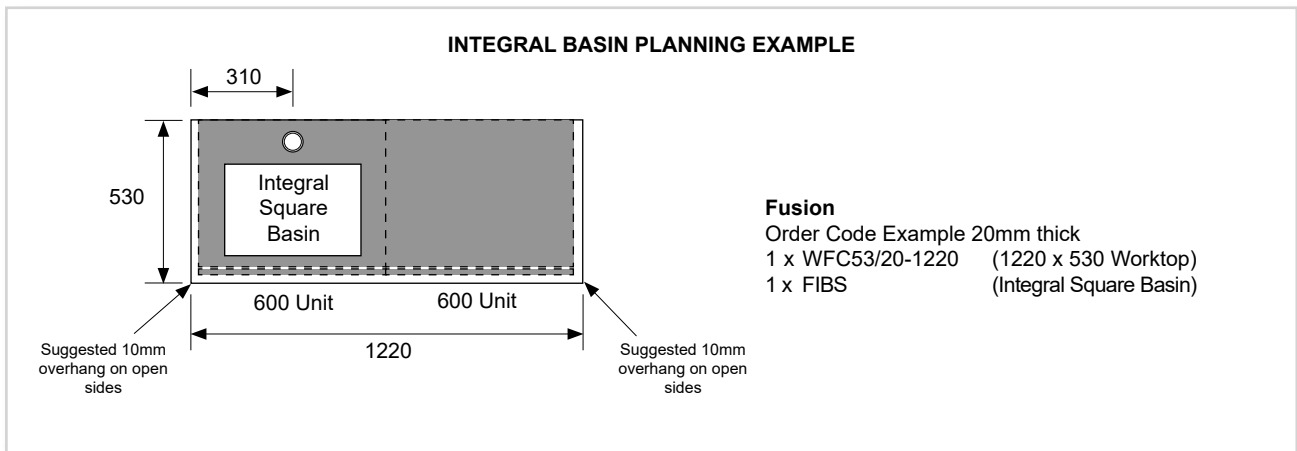 INTEGRAL BASIN PLANNING EXAMPLE
310
530
Integral
Square
Basin
600 Unit
600 Unit
1220
Suggested 10mm
overhang on open
sides
Suggested 10mm
overhang on open
sides
Fusion
Order Code Example 20mm thick
1 x WFC53/20-1220 (1220 x 530 Worktop)
1 x FIBS (Integral Square Basin)